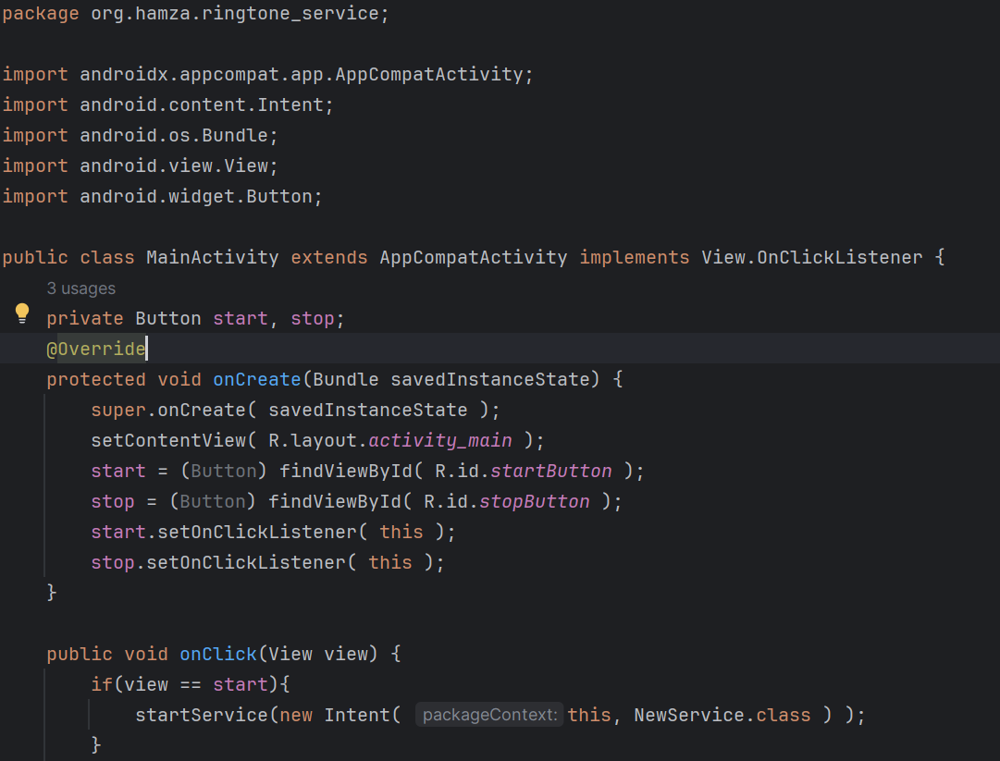 package org.hamza.ringtone_service;
import androidx.appcompat.app.AppCompatActivity;
import android.content.Intent;
import android.os.Bundle;
import android.view.View;
import android.widget.Button;
public class MainActivity extends AppCompatActivity implements View.OnClickListener {
3 usages
private Button start, stop;
@Override
protected void onCreate(Bundle savedInstanceState) {
super.onCreate( savedInstanceState );
setContentView( R.layout.activity_main );
start = (Button) findViewById( R.id.startButton );
stop = (Button) findViewById( R.id.stopButton );
start.setOnClickListener( this );
stop.setOnClickListener( this );
}
public void onClick(View view) {
if(view == start){
startService(new Intent( packageContext: this, NewService.class ) );
}